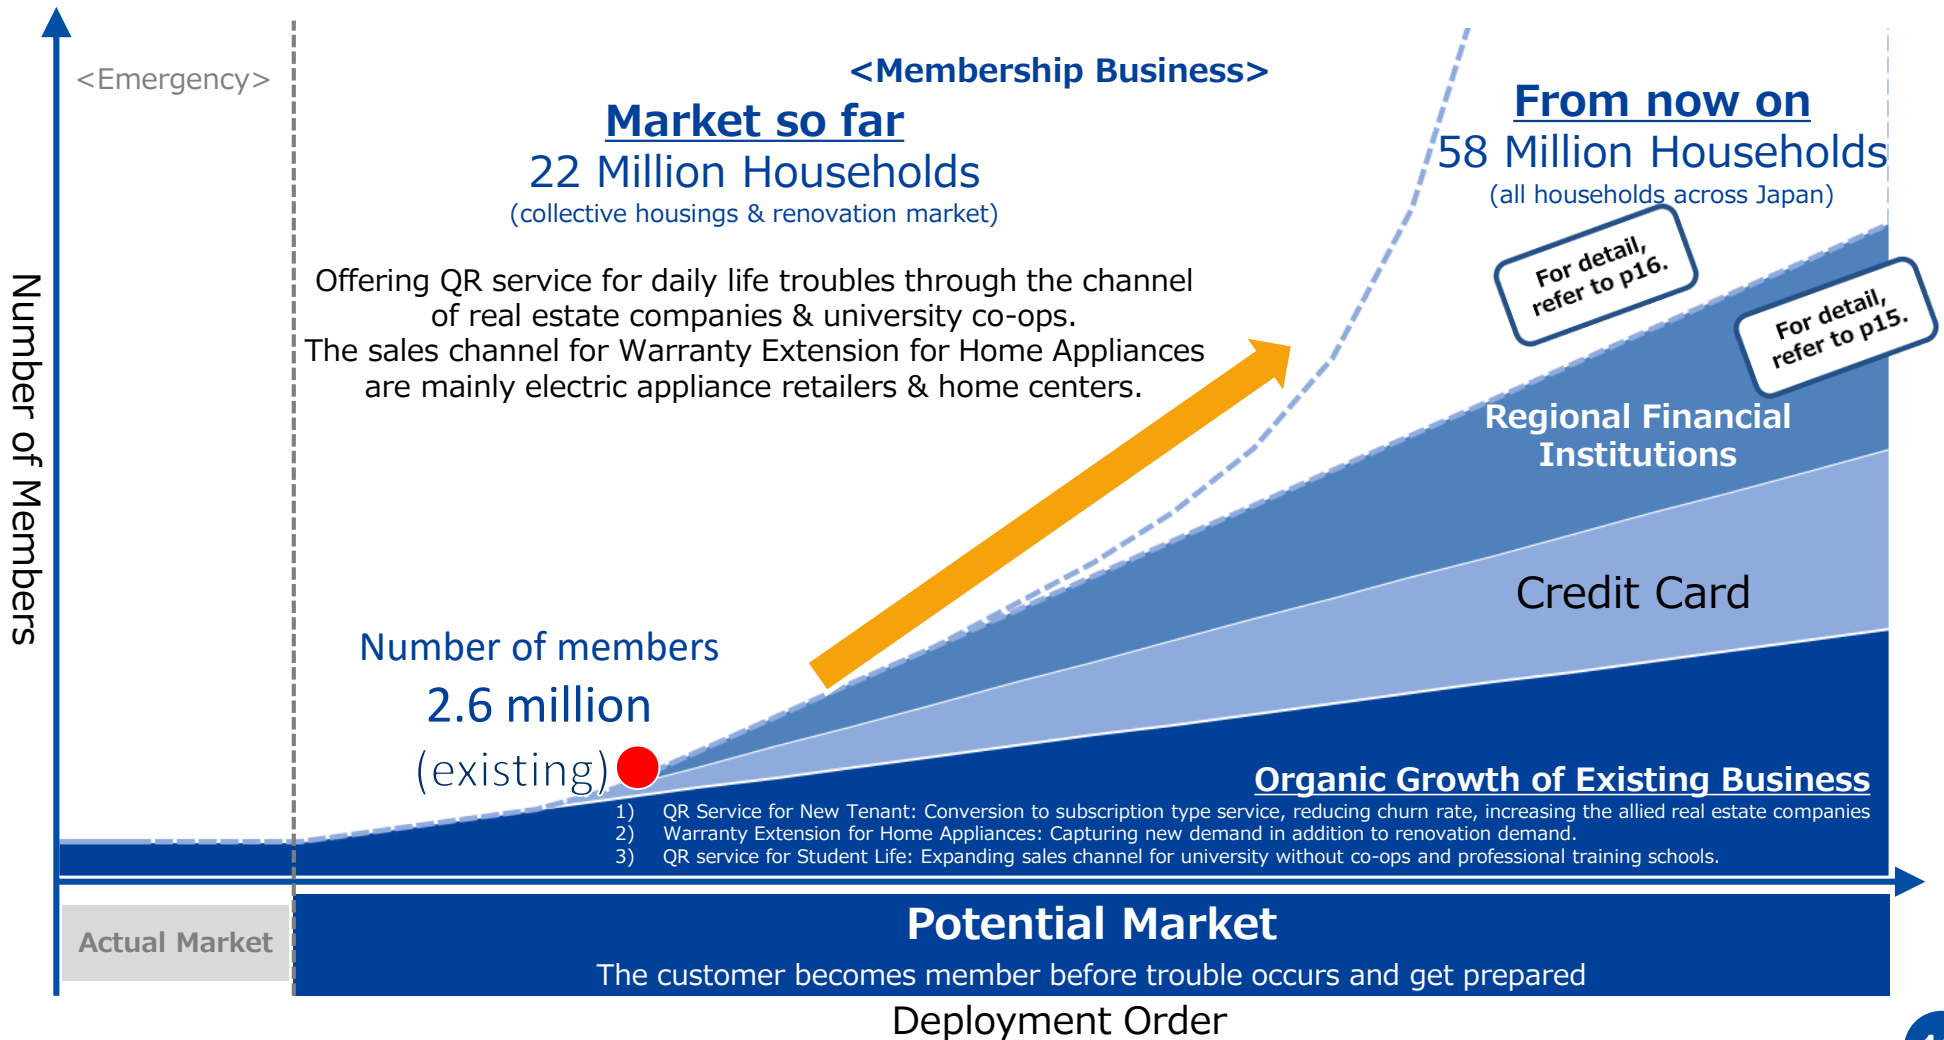 <Emergency>
<Membership Business>
Market so far
22 Million Households
(collective housings & renovation market)
From now on
58 Million Households
(all households across Japan)
For detail,
refer to p16.
For detail,
refer to p15.
Offering QR service for daily life troubles through the channel
of real estate companies & university co-ops.
The sales channel for Warranty Extension for Home Appliances
are mainly electric appliance retailers & home centers.
Number of Members
Regional Financial
Institutions
Credit Card
Number of members
2.6 million
(existing)
Organic Growth of Existing Business
1) QR Service for New Tenant: Conversion to subscription type service, reducing churn rate, increasing the allied real estate companies
2) Warranty Extension for Home Appliances: Capturing new demand in addition to renovation demand.
3) QR service for Student Life: Expanding sales channel for university without co-ops and professional training schools.
Actual Market
Potential Market
The customer becomes member before trouble occurs and get prepared
Deployment Order